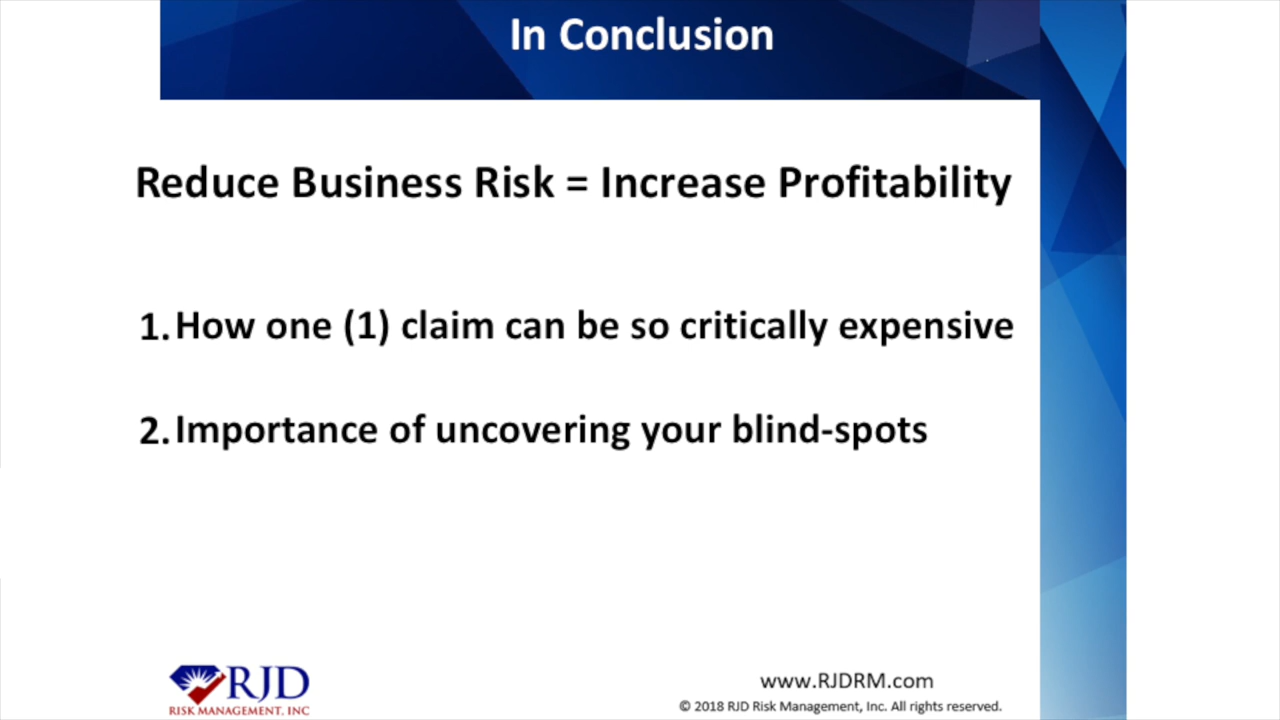 In Conclusion
Reduce Business Risk = Increase Profitability
1. How one (1) claim can be so critically expensive
2. Importance of uncovering your blind-spots
RJD
RISK MANAGEMENT, INC
www.RJDRM.com
© 2018 RJD Risk Management, Inc. All rights reserved.